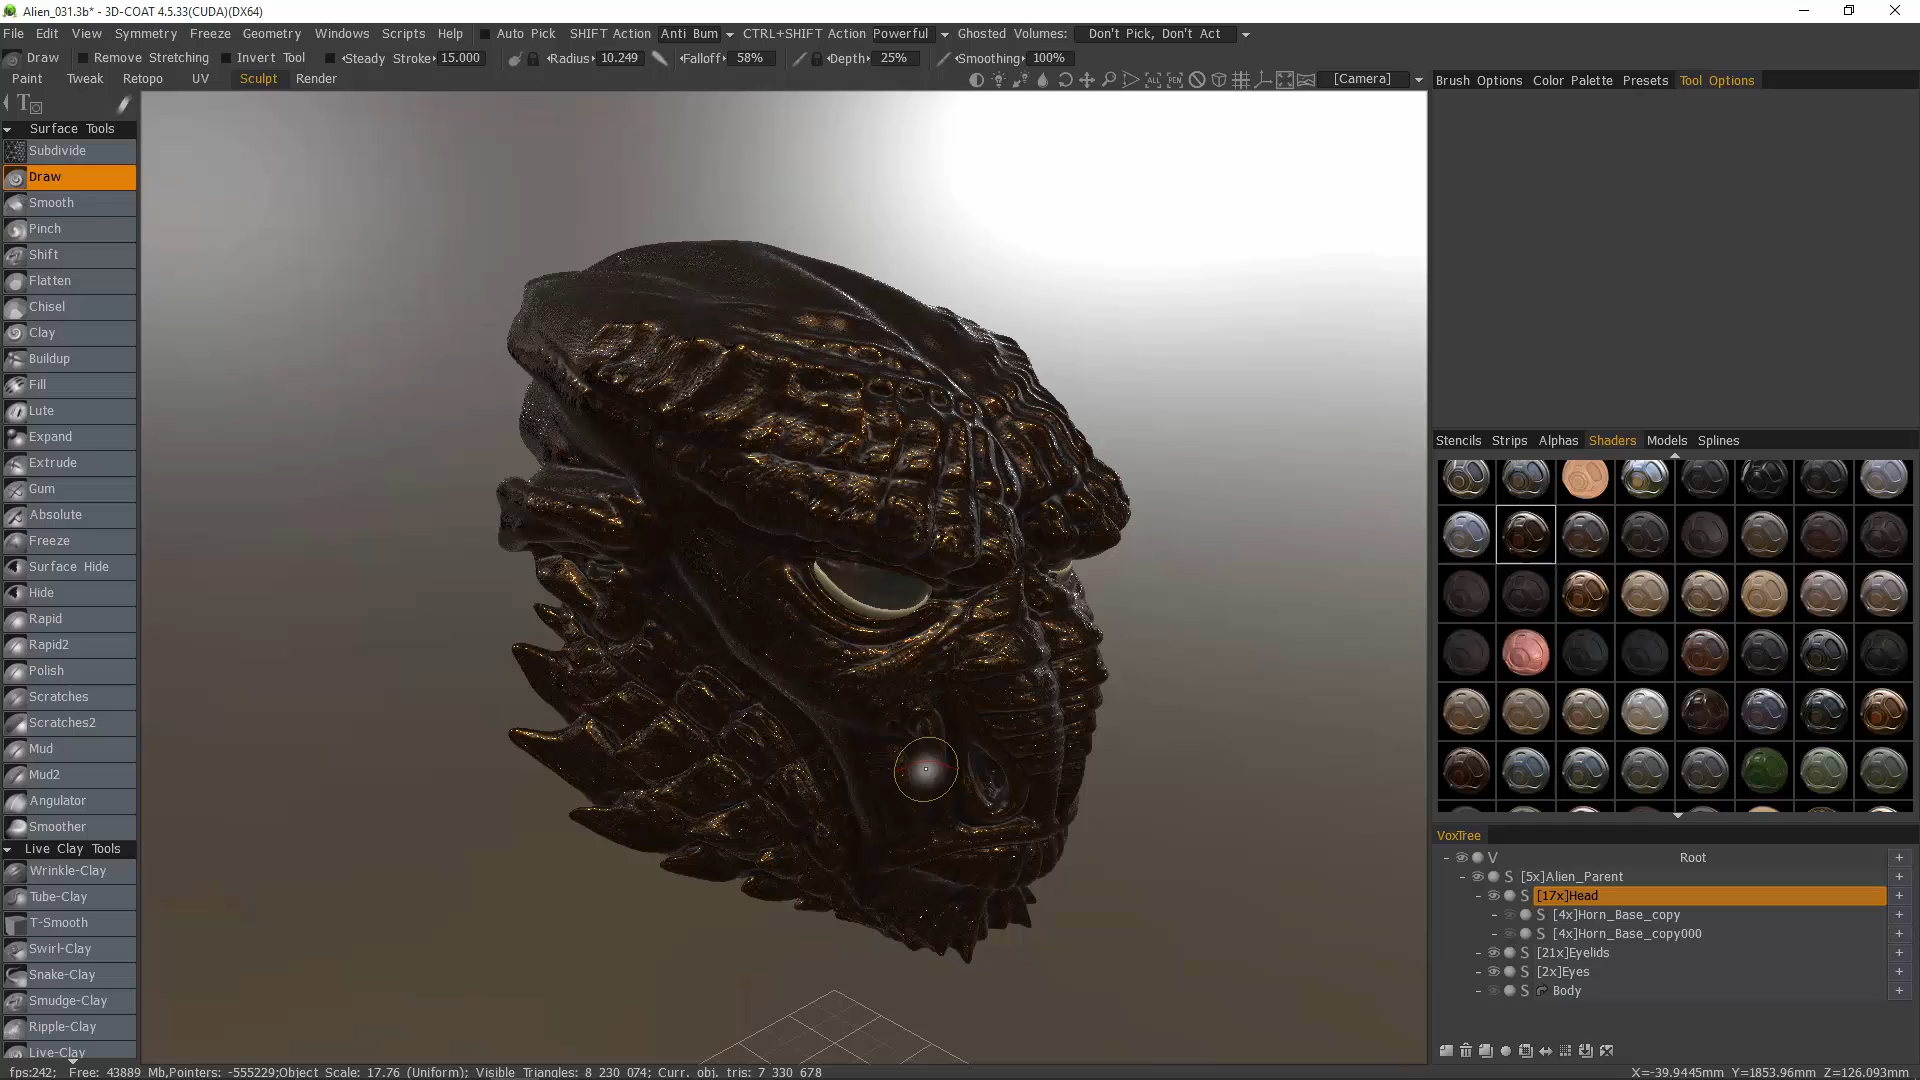 Alien_031.3b* - 3D-COAT 4.5.33(CUDA)(DX64)
File Edit View Symmetry Freeze Geometry Windows Scripts Help Auto Pick SHIFT Action Anti Bum CTRL+SHIFT Action Powerful Ghosted Volumes: Don't Pick, Don't Act
Draw Remove Stretching Invert Tool Steady Stroke 15.000 Radius 10.249 Falloff 58% Depth 25% Smoothing 100%
Paint Tweak Retopo UV Sculpt Render [Camera]
Brush Options Color Palette Presets Tool Options
Surface Tools
Subdivide
Draw
Smooth
Pinch
Shift
Flatten
Chisel
Clay
Buildup
Fill
Lute
Expand
Extrude
Gum
Absolute
Freeze
Surface Hide
Hide
Rapid
Rapid2
Polish
Scratches
Scratches2
Mud
Mud2
Angulator
Smoother
Live Clay Tools
Wrinkle-Clay
Tube-Clay
T-Smooth
Swirl-Clay
Snake-Clay
Smudge-Clay
Ripple-Clay
Live-Clay
Stencils Strips Alphas Shaders Models Splines
VoxTree
V Root +
S [5x]Alien_Parent +
S [17x]Head +
S [4x]Horn_Base_copy +
S [4x]Horn_Base_copy000 +
S [21x]Eyelids +
S [2x]Eyes +
S Body +
fps:242; Free: 43889 Mb,Pointers: -555229;Object Scale: 17.76 (Uniform); Visible Triangles: 8 230 074; Curr. obj. tris: 7 330 678
X=-39.9445mm Y=1853.96mm Z=126.093mm